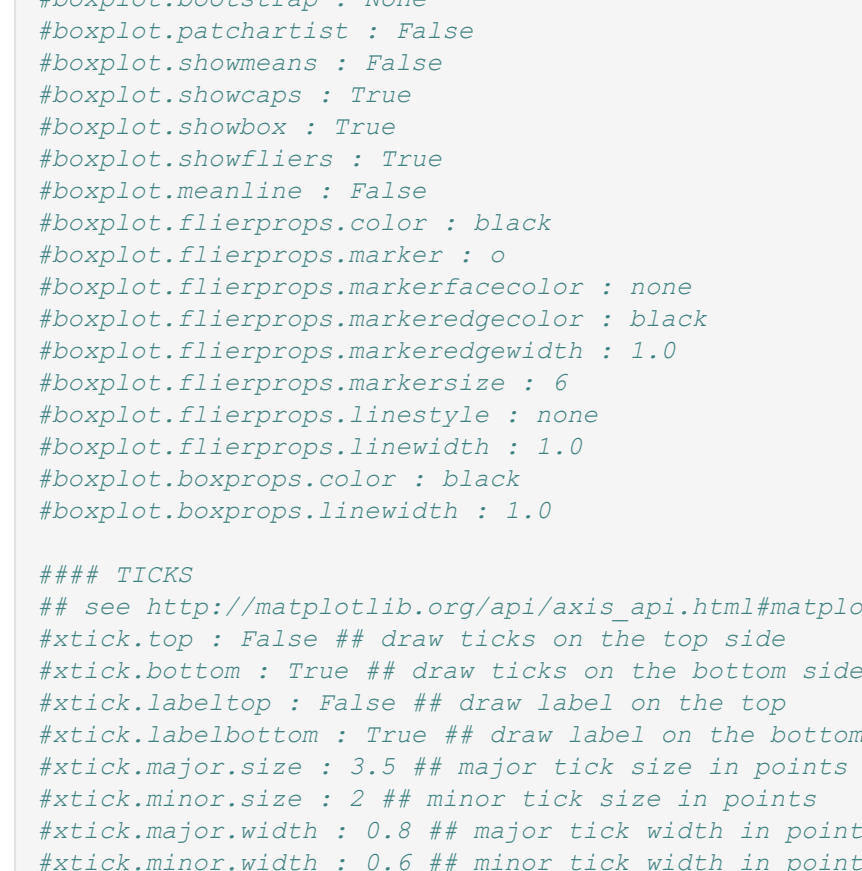 #boxplot.bootstrap : None
#boxplot.patchartist : False
#boxplot.showmeans : False
#boxplot.showcaps : True
#boxplot.showbox : True
#boxplot.showfliers : True
#boxplot.meanline : False
#boxplot.flierprops.color : black
#boxplot.flierprops.marker : o
#boxplot.flierprops.markerfacecolor : none
#boxplot.flierprops.markeredgecolor : black
#boxplot.flierprops.markeredgewidth : 1.0
#boxplot.flierprops.markersize : 6
#boxplot.flierprops.linestyle : none
#boxplot.flierprops.linewidth : 1.0
#boxplot.boxprops.color : black
#boxplot.boxprops.linewidth : 1.0
#### TICKS
## see http://matplotlib.org/api/axis_api.html#matplo
#xtick.top : False ## draw ticks on the top side
#xtick.bottom : True ## draw ticks on the bottom side
#xtick.labeltop : False ## draw label on the top
#xtick.labelbottom : True ## draw label on the bottom
#xtick.major.size : 3.5 ## major tick size in points
#xtick.minor.size : 2 ## minor tick size in points
#xtick.major.width : 0.8 ## major tick width in point
#xtick.minor.width : 0.6 ## minor tick width in point